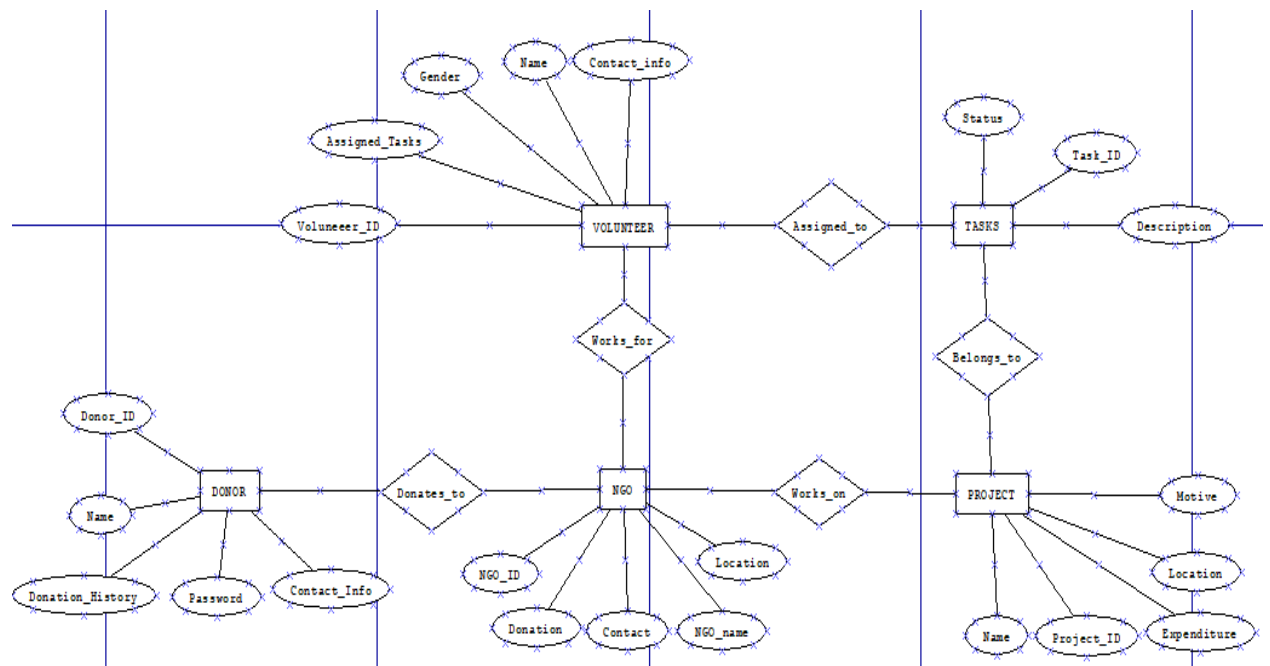 Name
Contact_info
Gender
Status
Assigned_Tasks
Task_ID
Voluneeer_ID
VOLUNTEER
Assigned_to
TASKS
Description
Works_for
Belongs_to
Donor_ID
DONOR
Donates_to
NGO
Works_on
PROJECT
Motive
Name
NGO_ID
Location
Location
Donation_History
Password
Contact_Info
Donation
Contact
NGO_name
Name
Project_ID
Expenditure